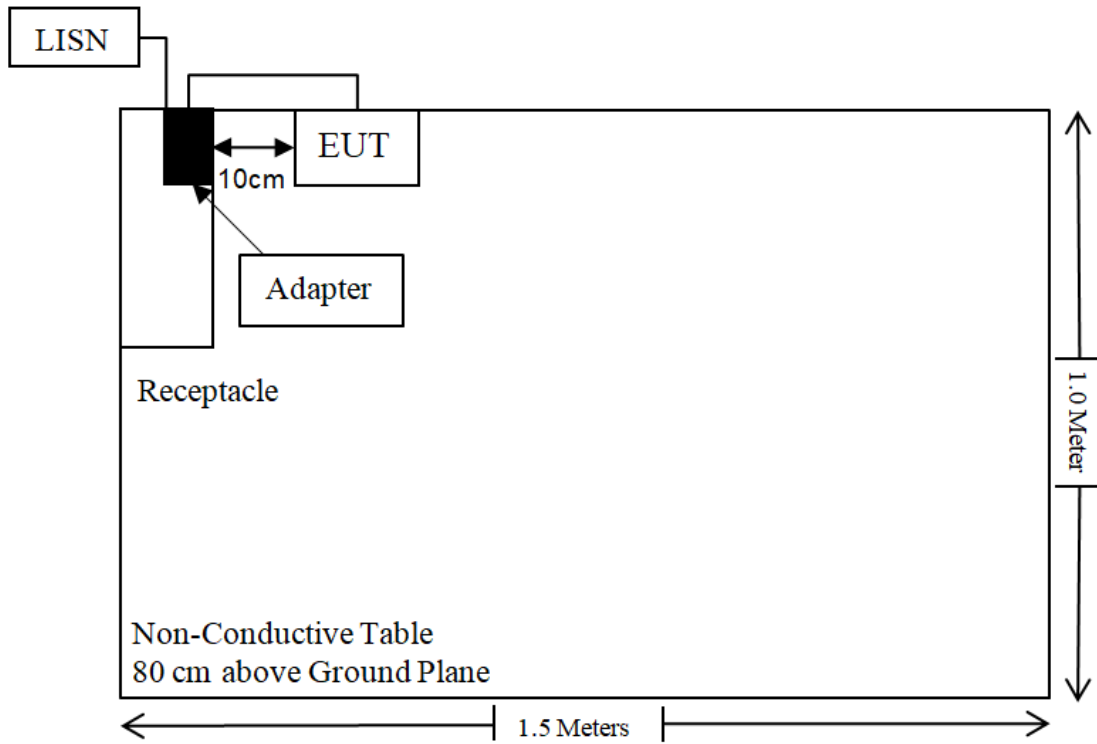 LISN
EUT
10cm
Adapter
Receptacle
1.0 Meter
Non-Conductive Table
80 cm above Ground Plane
1.5 Meters